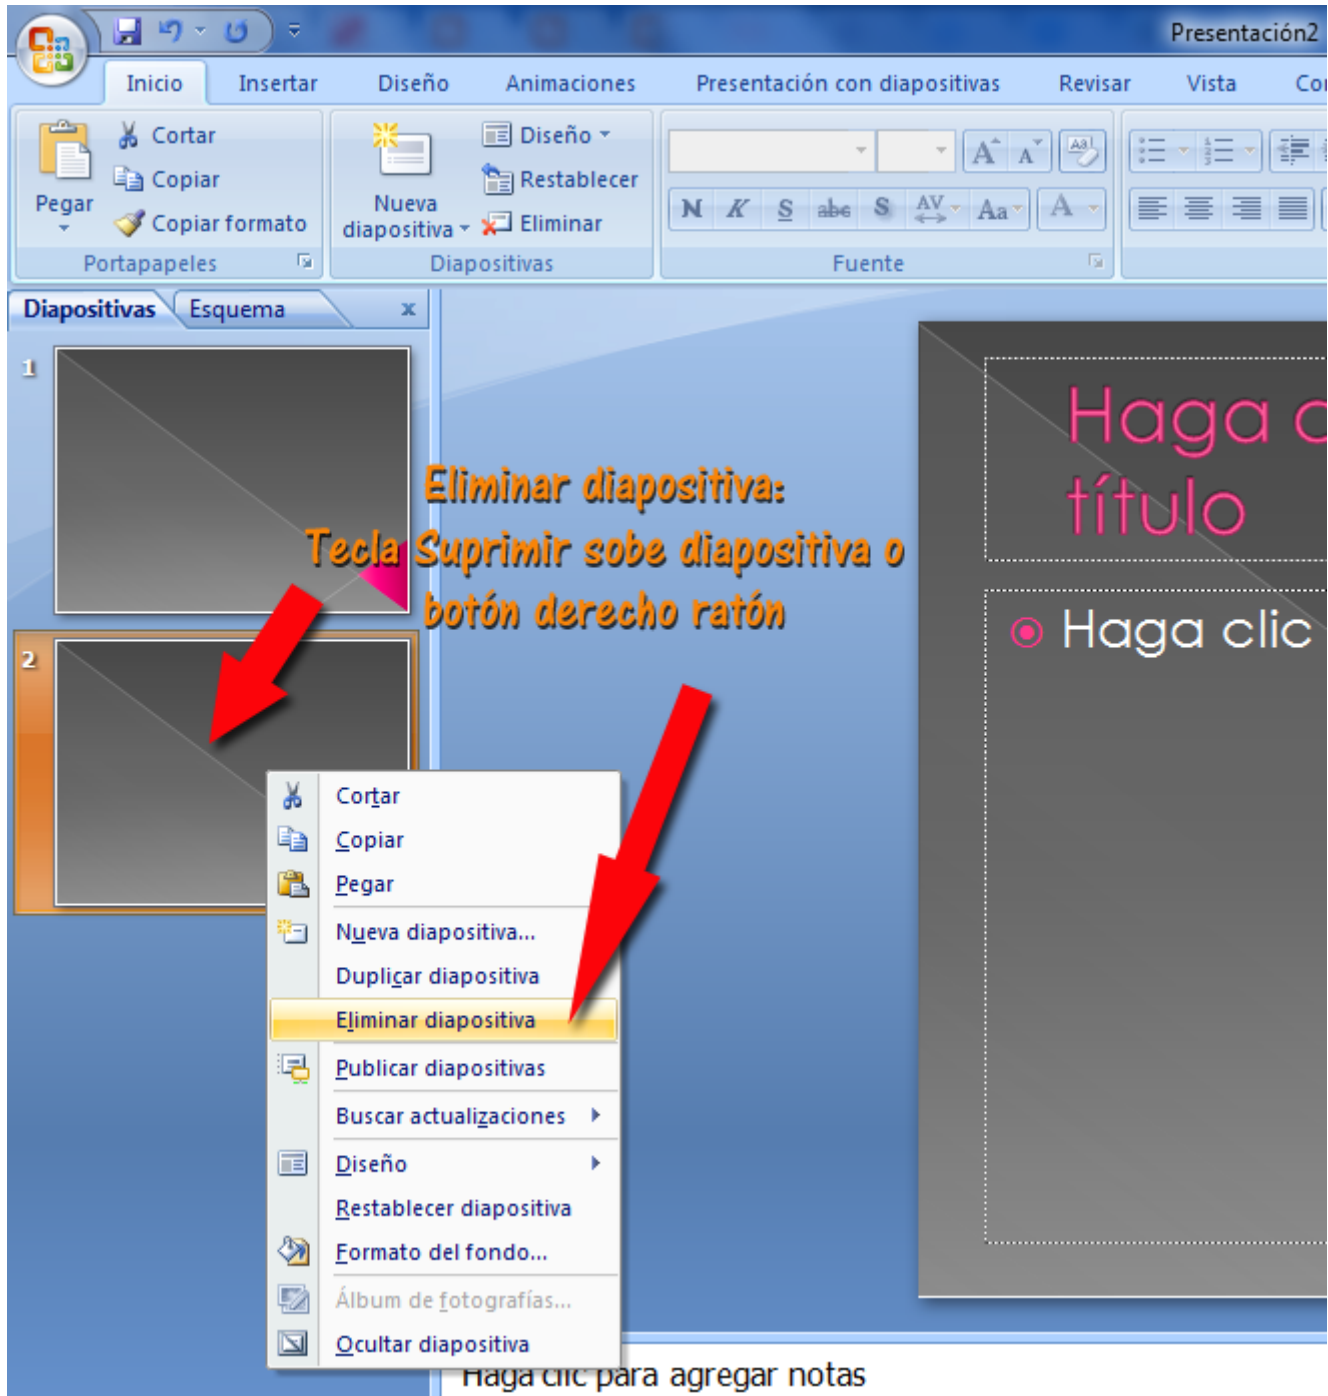 Presentación2
Inicio Insertar Diseño Animaciones Presentación con diapositivas Revisar Vista
Cortar
Copiar
Copiar formato
Pegar
Portapapeles
Nueva
diapositiva
Diseño
Restablecer
Eliminar
Diapositivas
N K S abc S AV Aa A
Fuente
Diapositivas Esquema
1
2
Eliminar diapositiva:
Tecla Suprimir sobe diapositiva o
botón derecho ratón
Cortar
Copiar
Pegar
Nueva diapositiva...
Duplicar diapositiva
Eliminar diapositiva
Publicar diapositivas
Buscar actualizaciones
Diseño
Restablecer diapositiva
Formato del fondo...
Álbum de fotografías...
Ocultar diapositiva
Haga c
título
Haga clic
Haga clic para agregar notas